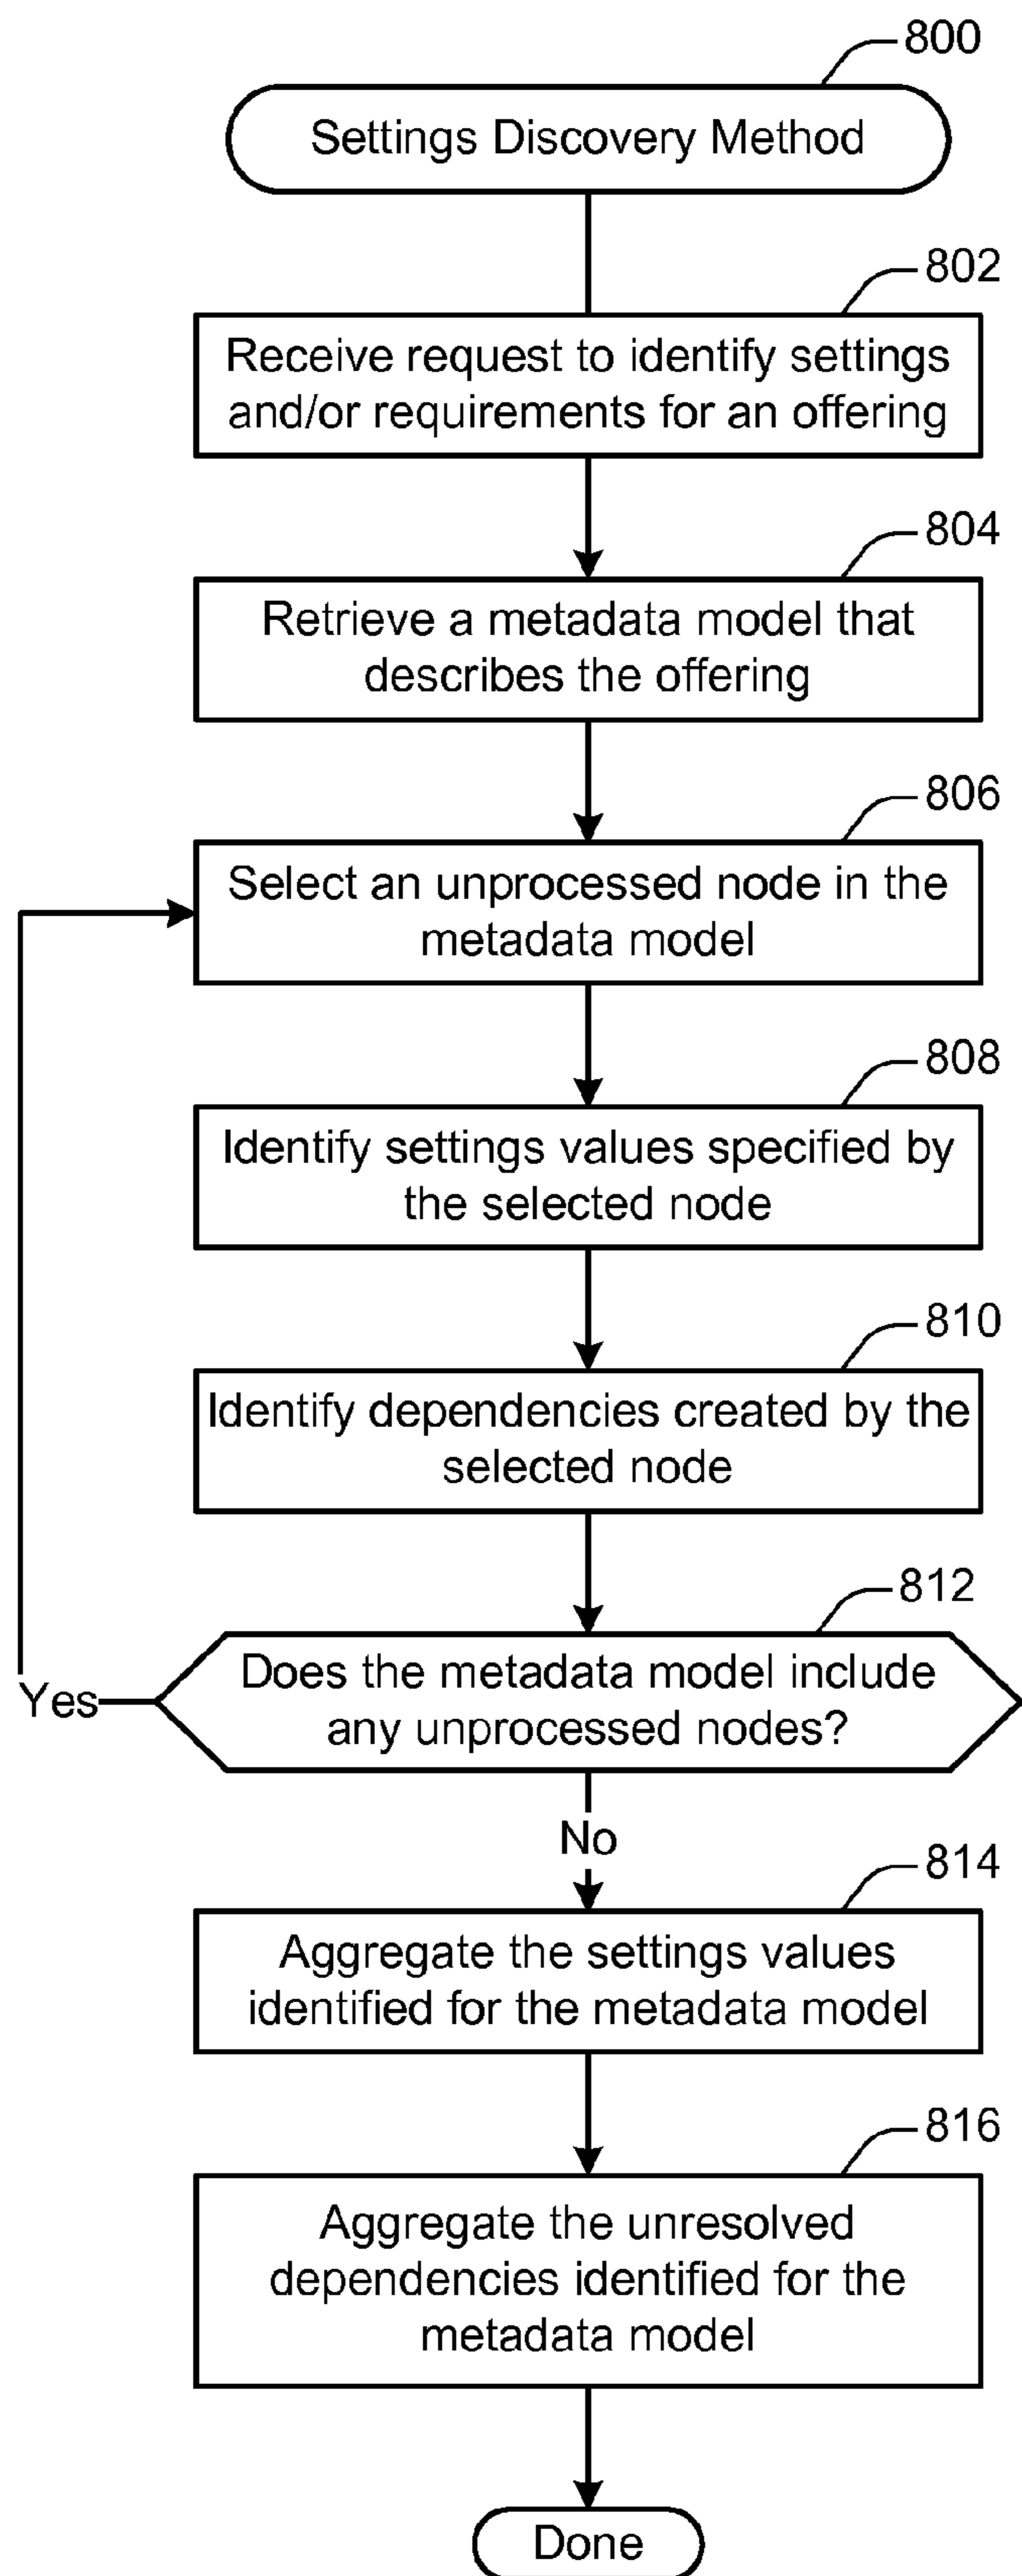 800
Settings Discovery Method
802
Receive request to identify settings
and/or requirements for an offering
804
Retrieve a metadata model that
describes the offering
806
Select an unprocessed node in the
metadata model
808
Identify settings values specified by
the selected node
810
Identify dependencies created by the
selected node
812
Does the metadata model include
any unprocessed nodes?
Yes
No
814
Aggregate the settings values
identified for the metadata model
816
Aggregate the unresolved
dependencies identified for the
metadata model
Done